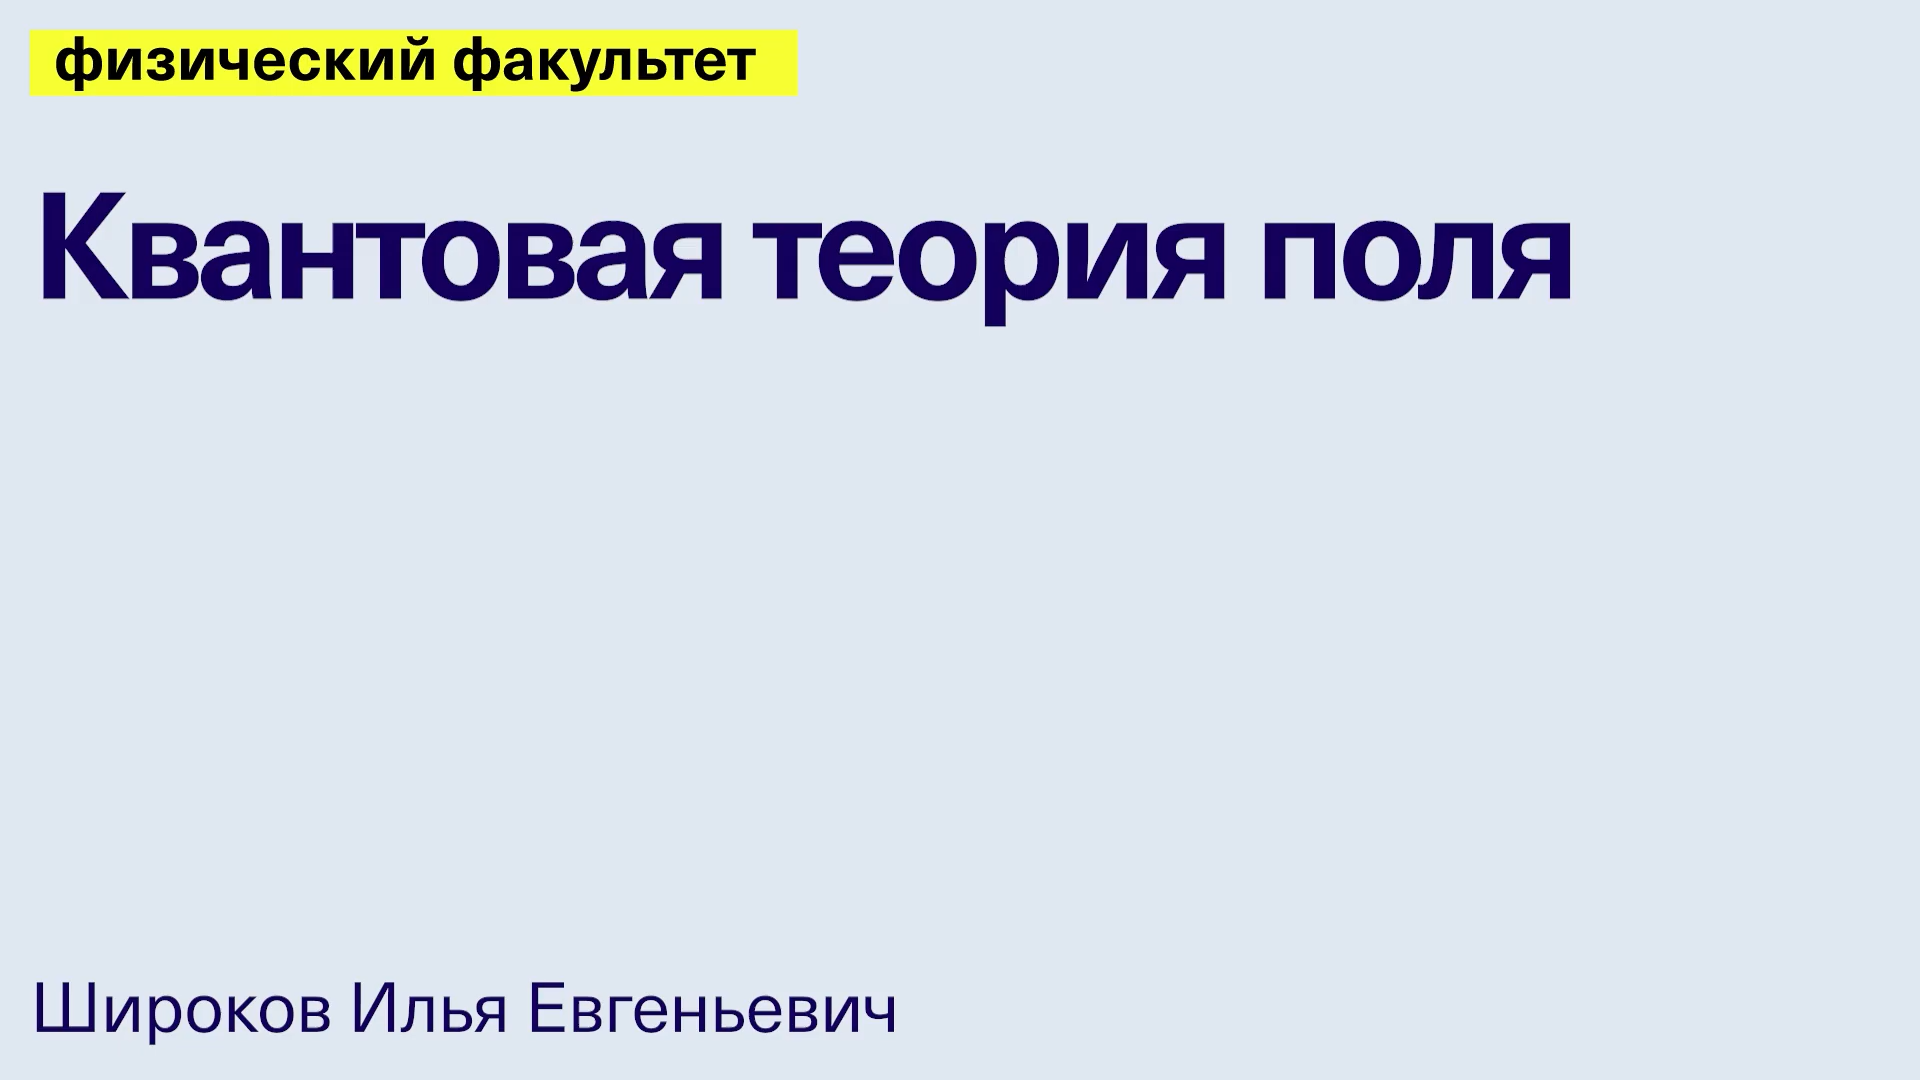 физический факультет
Квантовая теория поля
Широков Илья Евгеньевич